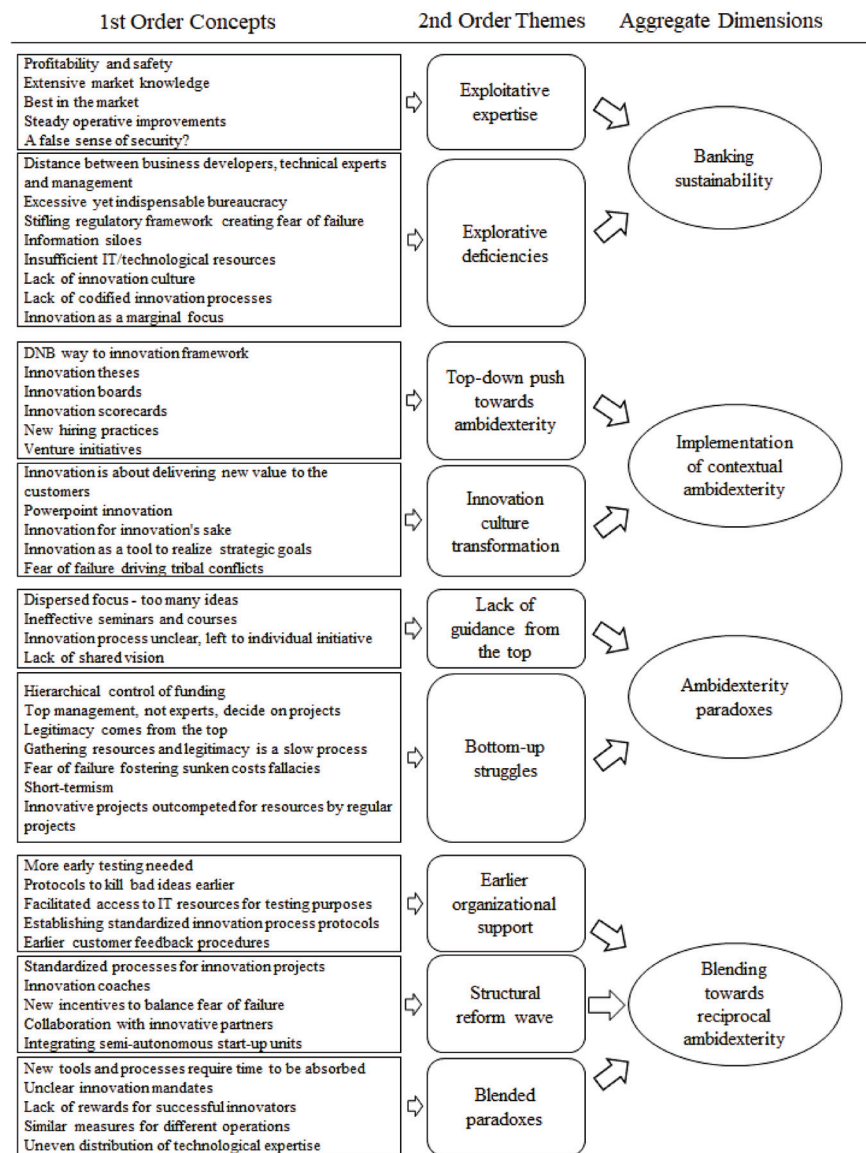 1st Order Concepts
2nd Order Themes
Aggregate Dimensions
Profitability and safety
Extensive market knowledge
Best in the market
Steady operative improvements
A false sense of security?
Exploitative
expertise
Distance between business developers, technical experts
and management
Excessive yet indispensable bureaucracy
Stifling regulatory framework creating fear of failure
Information siloes
Insufficient IT/technological resources
Lack of innovation culture
Lack of codified innovation processes
Innovation as a marginal focus
Explorative
deficiencies
Banking
sustainability
DNB way to innovation framework
Innovation theses
Innovation boards
Innovation scorecards
New hiring practices
Venture initiatives
Top-down push
towards
ambidexterity
Innovation is about delivering new value to the
customers
Powerpoint innovation
Innovation for innovation's sake
Innovation as a tool to realize strategic goals
Fear of failure driving tribal conflicts
Innovation
culture
transformation
Implementation
of contextual
ambidexterity
Dispersed focus - too many ideas
Ineffective seminars and courses
Innovation process unclear, left to individual initiative
Lack of shared vision
Lack of
guidance from
the top
Hierarchical control of funding
Top management, not experts, decide on projects
Legitimacy comes from the top
Gathering resources and legitimacy is a slow process
Fear of failure fostering sunken costs fallacies
Short-termism
Innovative projects outcompeted for resources by regular
projects
Bottom-up
struggles
Ambidexterity
paradoxes
More early testing needed
Protocols to kill bad ideas earlier
Facilitated access to IT resources for testing purposes
Establishing standardized innovation process protocols
Earlier customer feedback procedures
Earlier
organizational
support
Standardized processes for innovation projects
Innovation coaches
New incentives to balance fear of failure
Collaboration with innovative partners
Integrating semi-autonomous start-up units
Structural
reform wave
New tools and processes require time to be absorbed
Unclear innovation mandates
Lack of rewards for successful innovators
Similar measures for different operations
Uneven distribution of technological expertise
Blended
paradoxes
Blending
towards
reciprocal
ambidexterity